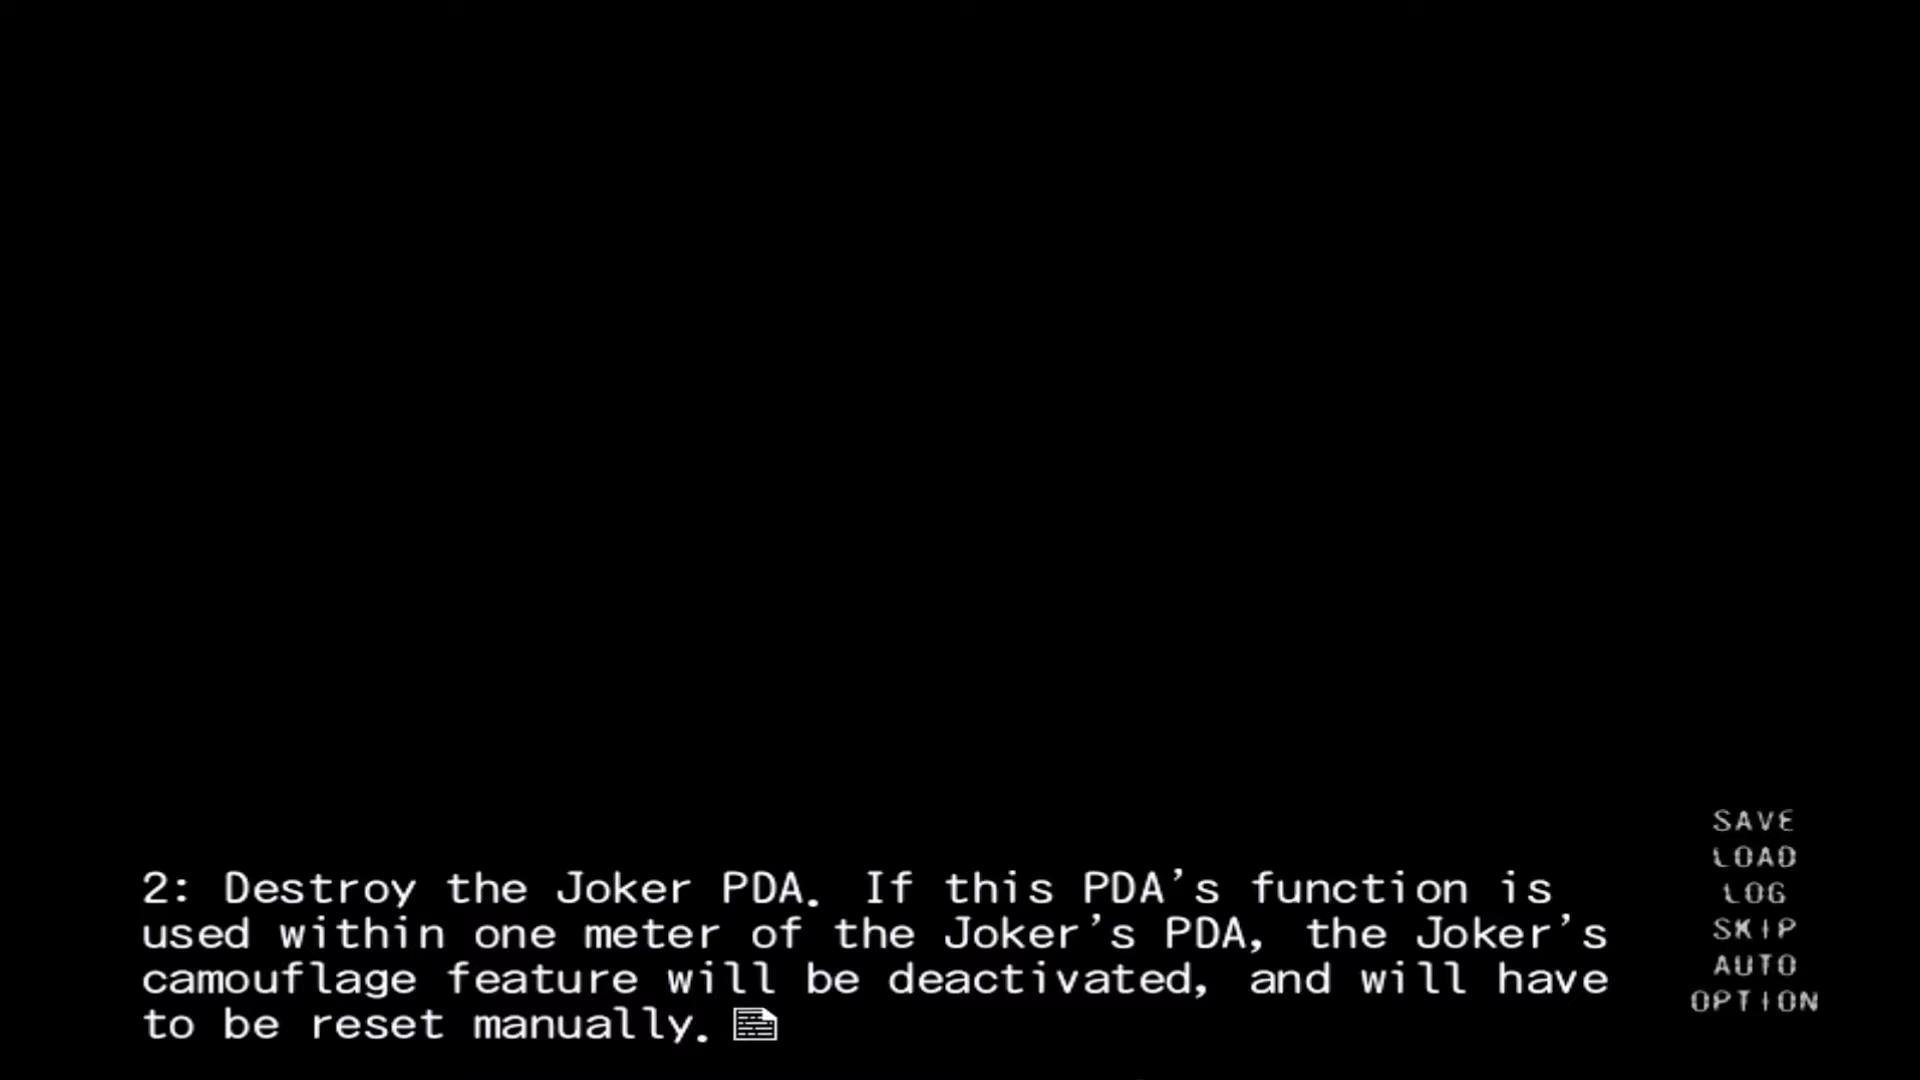 SAVE
LOAD
LOG
SKIP
AUTO
OPTION
2: Destroy the Joker PDA. If this PDA’s function is
used within one meter of the Joker’s PDA, the Joker’s
camouflage feature will be deactivated, and will have
to be reset manually.